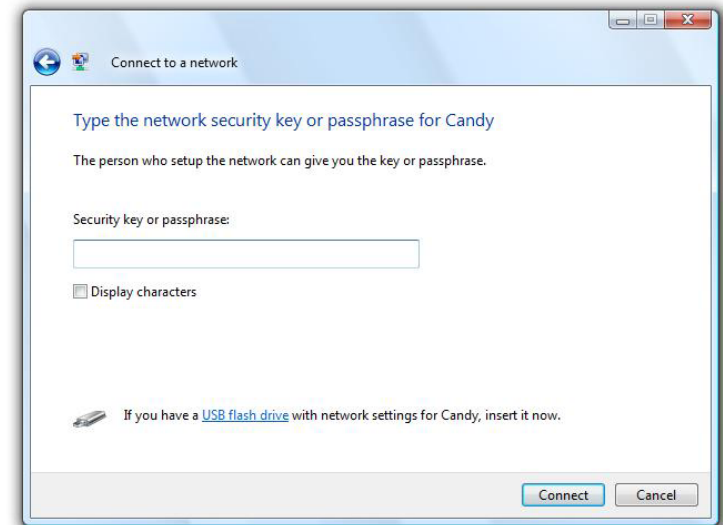 Connect to a network
Type the network security key or passphrase for Candy
The person who setup the network can give you the key or passphrase.
Security key or passphrase:
Display characters
If you have a USB flash drive with network settings for Candy, insert it now.
Connect Cancel